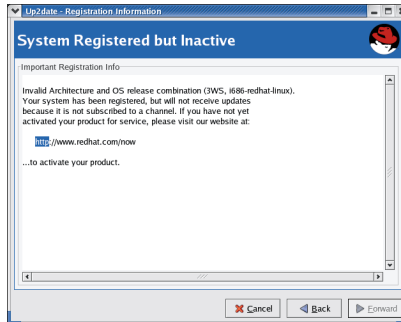 Up2date - Registration Information
System Registered but Inactive
Important Registration Info
Invalid Architecture and OS release combination (3WS, i686-redhat-linux).
Your system has been registered, but will not receive updates
because it is not subscribed to a channel. If you have not yet
activated your product for service, please visit our website at:
http://www.redhat.com/now
...to activate your product.
Cancel
Back
Forward